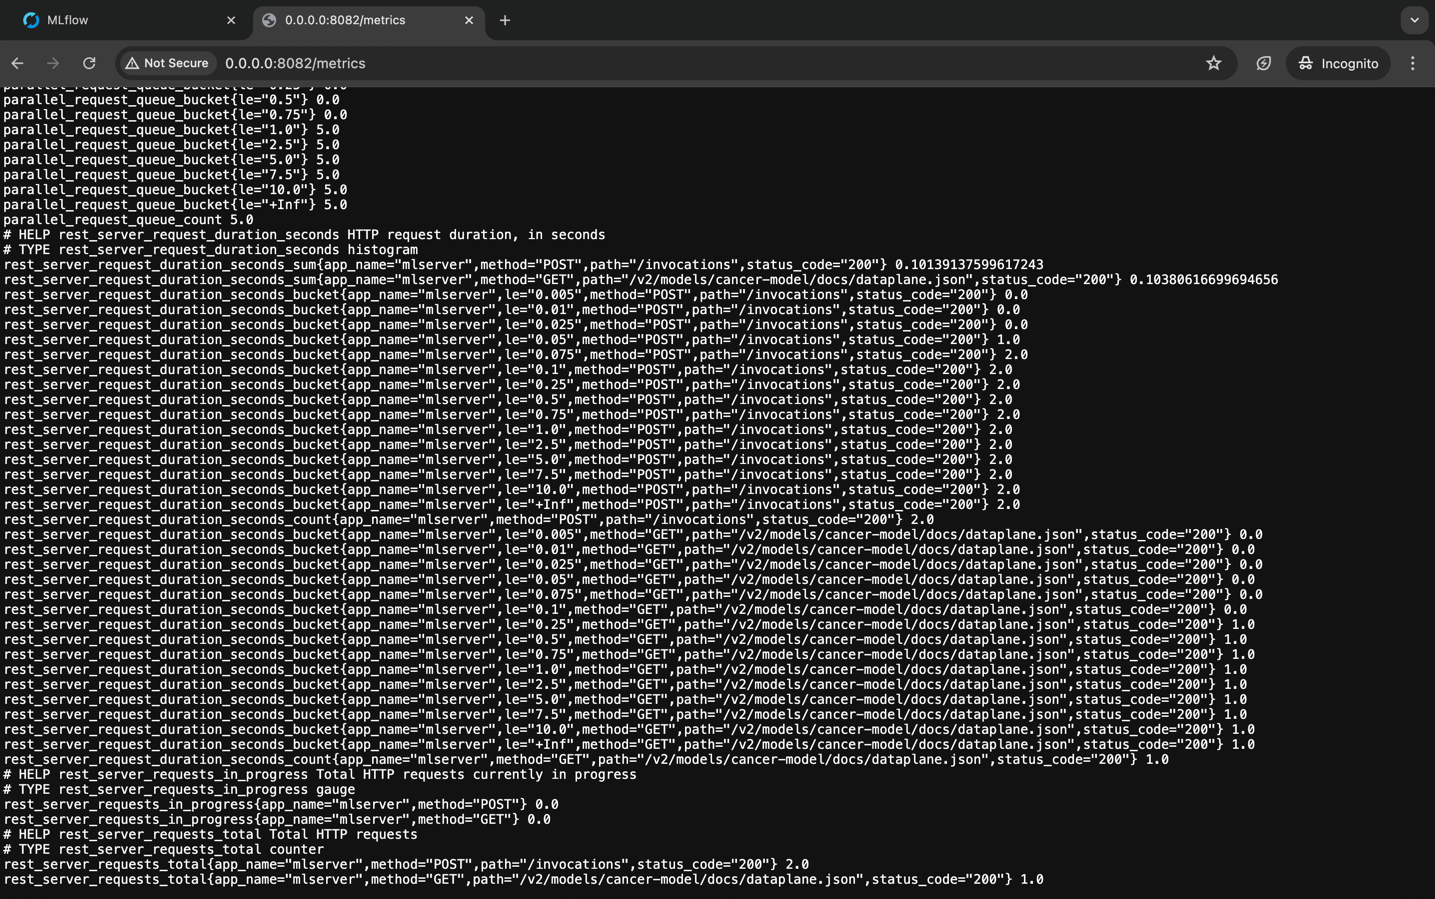 MLflow
0.0.0.0:8082/metrics
Not Secure
0.0.0.0:8082/metrics
Incognito
parallel_request_queue_bucket{le="0.25"} 0.0
parallel_request_queue_bucket{le="0.5"} 0.0
parallel_request_queue_bucket{le="0.75"} 0.0
parallel_request_queue_bucket{le="1.0"} 5.0
parallel_request_queue_bucket{le="2.5"} 5.0
parallel_request_queue_bucket{le="5.0"} 5.0
parallel_request_queue_bucket{le="7.5"} 5.0
parallel_request_queue_bucket{le="10.0"} 5.0
parallel_request_queue_bucket{le="+Inf"} 5.0
parallel_request_queue_count 5.0
# HELP rest_server_request_duration_seconds HTTP request duration, in seconds
# TYPE rest_server_request_duration_seconds histogram
rest_server_request_duration_seconds_sum{app_name="mlserver",method="POST",path="/invocations",status_code="200"} 0.10139137599617243
rest_server_request_duration_seconds_sum{app_name="mlserver",method="GET",path="/v2/models/cancer-model/docs/dataplane.json",status_code="200"} 0.10380616699694656
rest_server_request_duration_seconds_bucket{app_name="mlserver",le="0.005",method="POST",path="/invocations",status_code="200"} 0.0
rest_server_request_duration_seconds_bucket{app_name="mlserver",le="0.01",method="POST",path="/invocations",status_code="200"} 0.0
rest_server_request_duration_seconds_bucket{app_name="mlserver",le="0.025",method="POST",path="/invocations",status_code="200"} 0.0
rest_server_request_duration_seconds_bucket{app_name="mlserver",le="0.05",method="POST",path="/invocations",status_code="200"} 1.0
rest_server_request_duration_seconds_bucket{app_name="mlserver",le="0.075",method="POST",path="/invocations",status_code="200"} 2.0
rest_server_request_duration_seconds_bucket{app_name="mlserver",le="0.1",method="POST",path="/invocations",status_code="200"} 2.0
rest_server_request_duration_seconds_bucket{app_name="mlserver",le="0.25",method="POST",path="/invocations",status_code="200"} 2.0
rest_server_request_duration_seconds_bucket{app_name="mlserver",le="0.5",method="POST",path="/invocations",status_code="200"} 2.0
rest_server_request_duration_seconds_bucket{app_name="mlserver",le="0.75",method="POST",path="/invocations",status_code="200"} 2.0
rest_server_request_duration_seconds_bucket{app_name="mlserver",le="1.0",method="POST",path="/invocations",status_code="200"} 2.0
rest_server_request_duration_seconds_bucket{app_name="mlserver",le="2.5",method="POST",path="/invocations",status_code="200"} 2.0
rest_server_request_duration_seconds_bucket{app_name="mlserver",le="5.0",method="POST",path="/invocations",status_code="200"} 2.0
rest_server_request_duration_seconds_bucket{app_name="mlserver",le="7.5",method="POST",path="/invocations",status_code="200"} 2.0
rest_server_request_duration_seconds_bucket{app_name="mlserver",le="10.0",method="POST",path="/invocations",status_code="200"} 2.0
rest_server_request_duration_seconds_bucket{app_name="mlserver",le="+Inf",method="POST",path="/invocations",status_code="200"} 2.0
rest_server_request_duration_seconds_count{app_name="mlserver",method="POST",path="/invocations",status_code="200"} 2.0
rest_server_request_duration_seconds_bucket{app_name="mlserver",le="0.005",method="GET",path="/v2/models/cancer-model/docs/dataplane.json",status_code="200"} 0.0
rest_server_request_duration_seconds_bucket{app_name="mlserver",le="0.01",method="GET",path="/v2/models/cancer-model/docs/dataplane.json",status_code="200"} 0.0
rest_server_request_duration_seconds_bucket{app_name="mlserver",le="0.025",method="GET",path="/v2/models/cancer-model/docs/dataplane.json",status_code="200"} 0.0
rest_server_request_duration_seconds_bucket{app_name="mlserver",le="0.05",method="GET",path="/v2/models/cancer-model/docs/dataplane.json",status_code="200"} 0.0
rest_server_request_duration_seconds_bucket{app_name="mlserver",le="0.075",method="GET",path="/v2/models/cancer-model/docs/dataplane.json",status_code="200"} 0.0
rest_server_request_duration_seconds_bucket{app_name="mlserver",le="0.1",method="GET",path="/v2/models/cancer-model/docs/dataplane.json",status_code="200"} 0.0
rest_server_request_duration_seconds_bucket{app_name="mlserver",le="0.25",method="GET",path="/v2/models/cancer-model/docs/dataplane.json",status_code="200"} 1.0
rest_server_request_duration_seconds_bucket{app_name="mlserver",le="0.5",method="GET",path="/v2/models/cancer-model/docs/dataplane.json",status_code="200"} 1.0
rest_server_request_duration_seconds_bucket{app_name="mlserver",le="0.75",method="GET",path="/v2/models/cancer-model/docs/dataplane.json",status_code="200"} 1.0
rest_server_request_duration_seconds_bucket{app_name="mlserver",le="1.0",method="GET",path="/v2/models/cancer-model/docs/dataplane.json",status_code="200"} 1.0
rest_server_request_duration_seconds_bucket{app_name="mlserver",le="2.5",method="GET",path="/v2/models/cancer-model/docs/dataplane.json",status_code="200"} 1.0
rest_server_request_duration_seconds_bucket{app_name="mlserver",le="5.0",method="GET",path="/v2/models/cancer-model/docs/dataplane.json",status_code="200"} 1.0
rest_server_request_duration_seconds_bucket{app_name="mlserver",le="7.5",method="GET",path="/v2/models/cancer-model/docs/dataplane.json",status_code="200"} 1.0
rest_server_request_duration_seconds_bucket{app_name="mlserver",le="10.0",method="GET",path="/v2/models/cancer-model/docs/dataplane.json",status_code="200"} 1.0
rest_server_request_duration_seconds_bucket{app_name="mlserver",le="+Inf",method="GET",path="/v2/models/cancer-model/docs/dataplane.json",status_code="200"} 1.0
rest_server_request_duration_seconds_count{app_name="mlserver",method="GET",path="/v2/models/cancer-model/docs/dataplane.json",status_code="200"} 1.0
# HELP rest_server_requests_in_progress Total HTTP requests currently in progress
# TYPE rest_server_requests_in_progress gauge
rest_server_requests_in_progress{app_name="mlserver",method="POST"} 0.0
rest_server_requests_in_progress{app_name="mlserver",method="GET"} 0.0
# HELP rest_server_requests_total Total HTTP requests
# TYPE rest_server_requests_total counter
rest_server_requests_total{app_name="mlserver",method="POST",path="/invocations",status_code="200"} 2.0
rest_server_requests_total{app_name="mlserver",method="GET",path="/v2/models/cancer-model/docs/dataplane.json",status_code="200"} 1.0